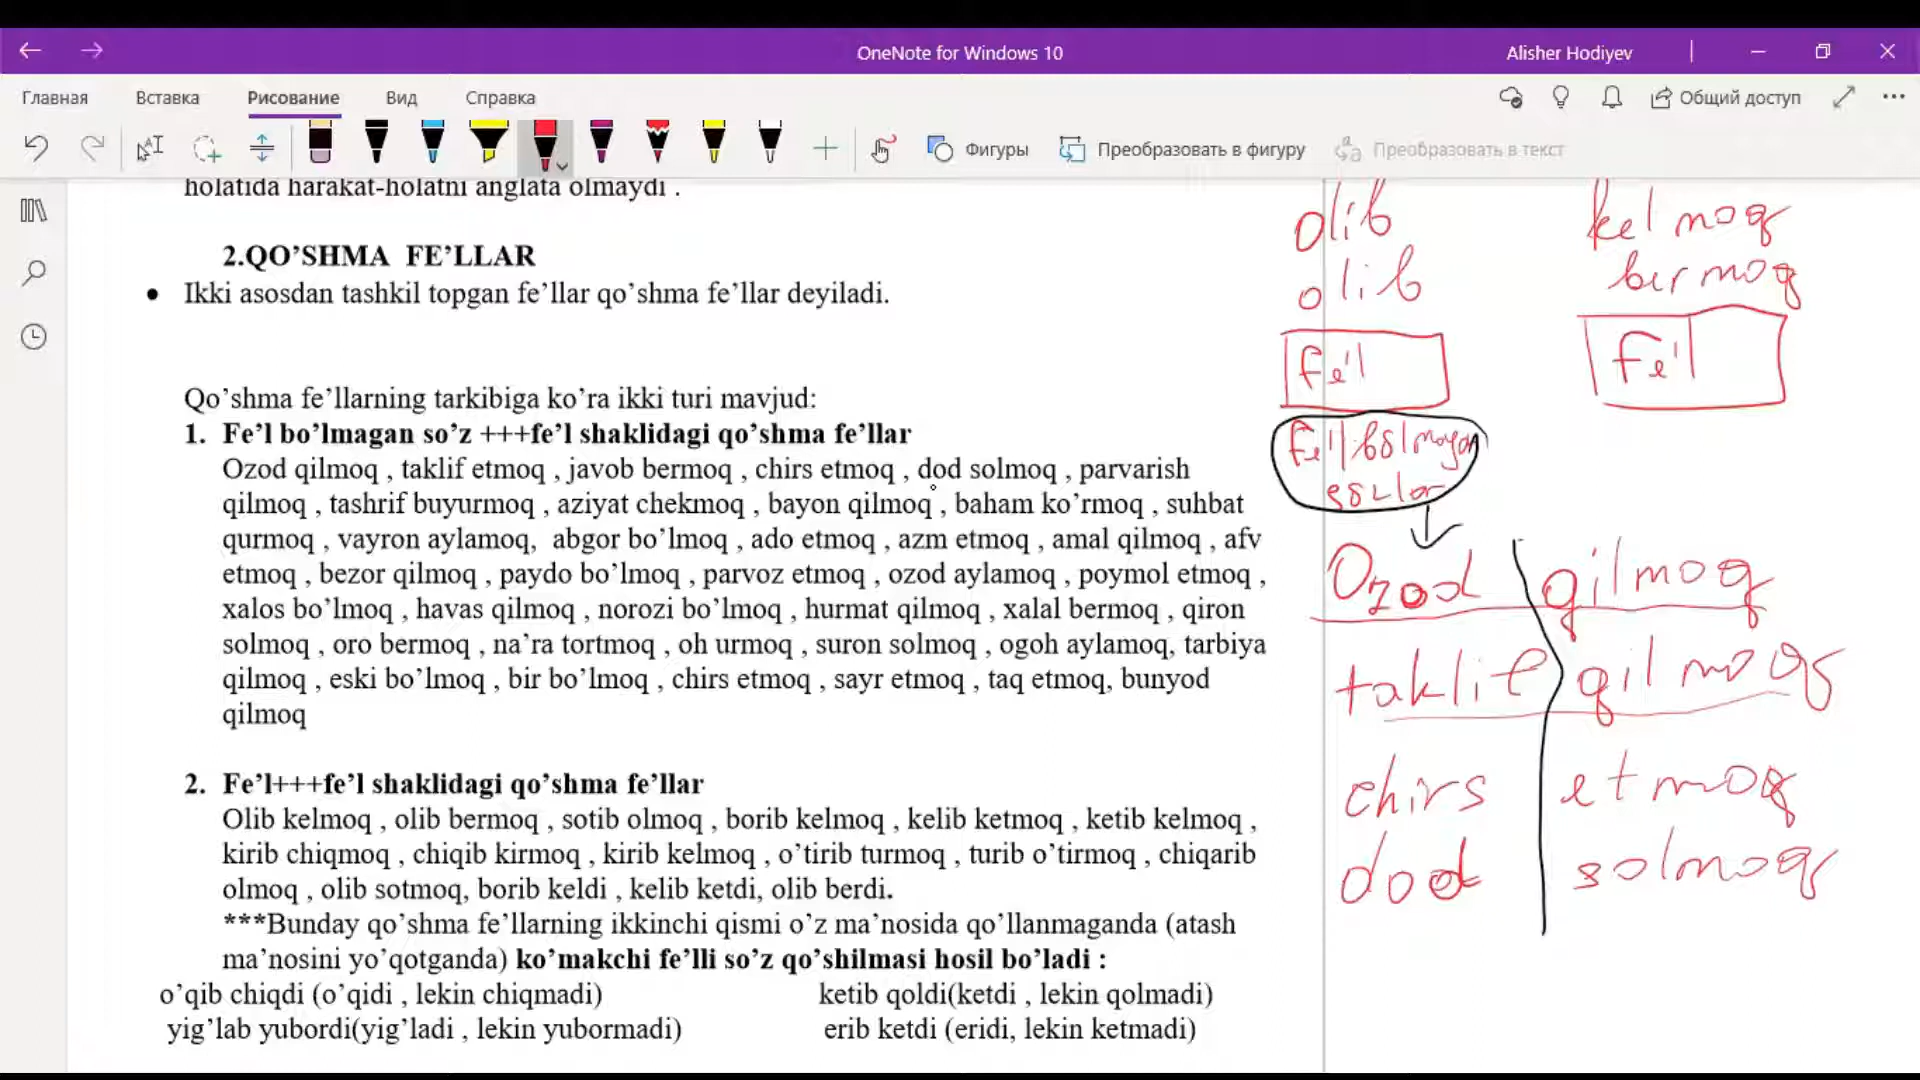 OneNote for Windows 10
Alisher Hodiyev
Главная Вставка Рисование Вид Справка
Общий доступ
Фигуры Преобразовать в фигуру Преобразовать в текст
holatida harakat-holatni anglata olmaydi .
2.QO’SHMA FE’LLAR
• Ikki asosdan tashkil topgan fe’llar qo’shma fe’llar deyiladi.
Qo’shma fe’llarning tarkibiga ko’ra ikki turi mavjud:
1. Fe’l bo’lmagan so’z +++fe’l shaklidagi qo’shma fe’llar
Ozod qilmoq , taklif etmoq , javob bermoq , chirs etmoq , dod solmoq , parvarish
qilmoq , tashrif buyurmoq , aziyat chekmoq , bayon qilmoq , baham ko’rmoq , suhbat
qurmoq , vayron aylamoq, abgor bo’lmoq , ado etmoq , azm etmoq , amal qilmoq , afv
etmoq , bezor qilmoq , paydo bo’lmoq , parvoz etmoq , ozod aylamoq , poymol etmoq ,
xalos bo’lmoq , havas qilmoq , norozi bo’lmoq , hurmat qilmoq , xalal bermoq , qiron
solmoq , oro bermoq , na’ra tortmoq , oh urmoq , suron solmoq , ogoh aylamoq, tarbiya
qilmoq , eski bo’lmoq , bir bo’lmoq , chirs etmoq , sayr etmoq , taq etmoq, bunyod
qilmoq
2. Fe’l+++fe’l shaklidagi qo’shma fe’llar
Olib kelmoq , olib bermoq , sotib olmoq , borib kelmoq , kelib ketmoq , ketib kelmoq ,
kirib chiqmoq , chiqib kirmoq , kirib kelmoq , o’tirib turmoq , turib o’tirmoq , chiqarib
olmoq , olib sotmoq, borib keldi , kelib ketdi, olib berdi.
***Bunday qo’shma fe’llarning ikkinchi qismi o’z ma’nosida qo’llanmaganda (atash
ma’nosini yo’qotganda) ko’makchi fe’lli so’z qo’shilmasi hosil bo’ladi :
o’qib chiqdi (o’qidi , lekin chiqmadi) ketib qoldi(ketdi , lekin qolmadi)
yig’lab yubordi(yig’ladi , lekin yubormadi) erib ketdi (eridi, lekin ketmadi)
olib kelmoq
olib bermoq
fe'l fe'l
fe'l
Ozod qilmoq
taklif qilmoq
chirs etmoq
dod solmoq